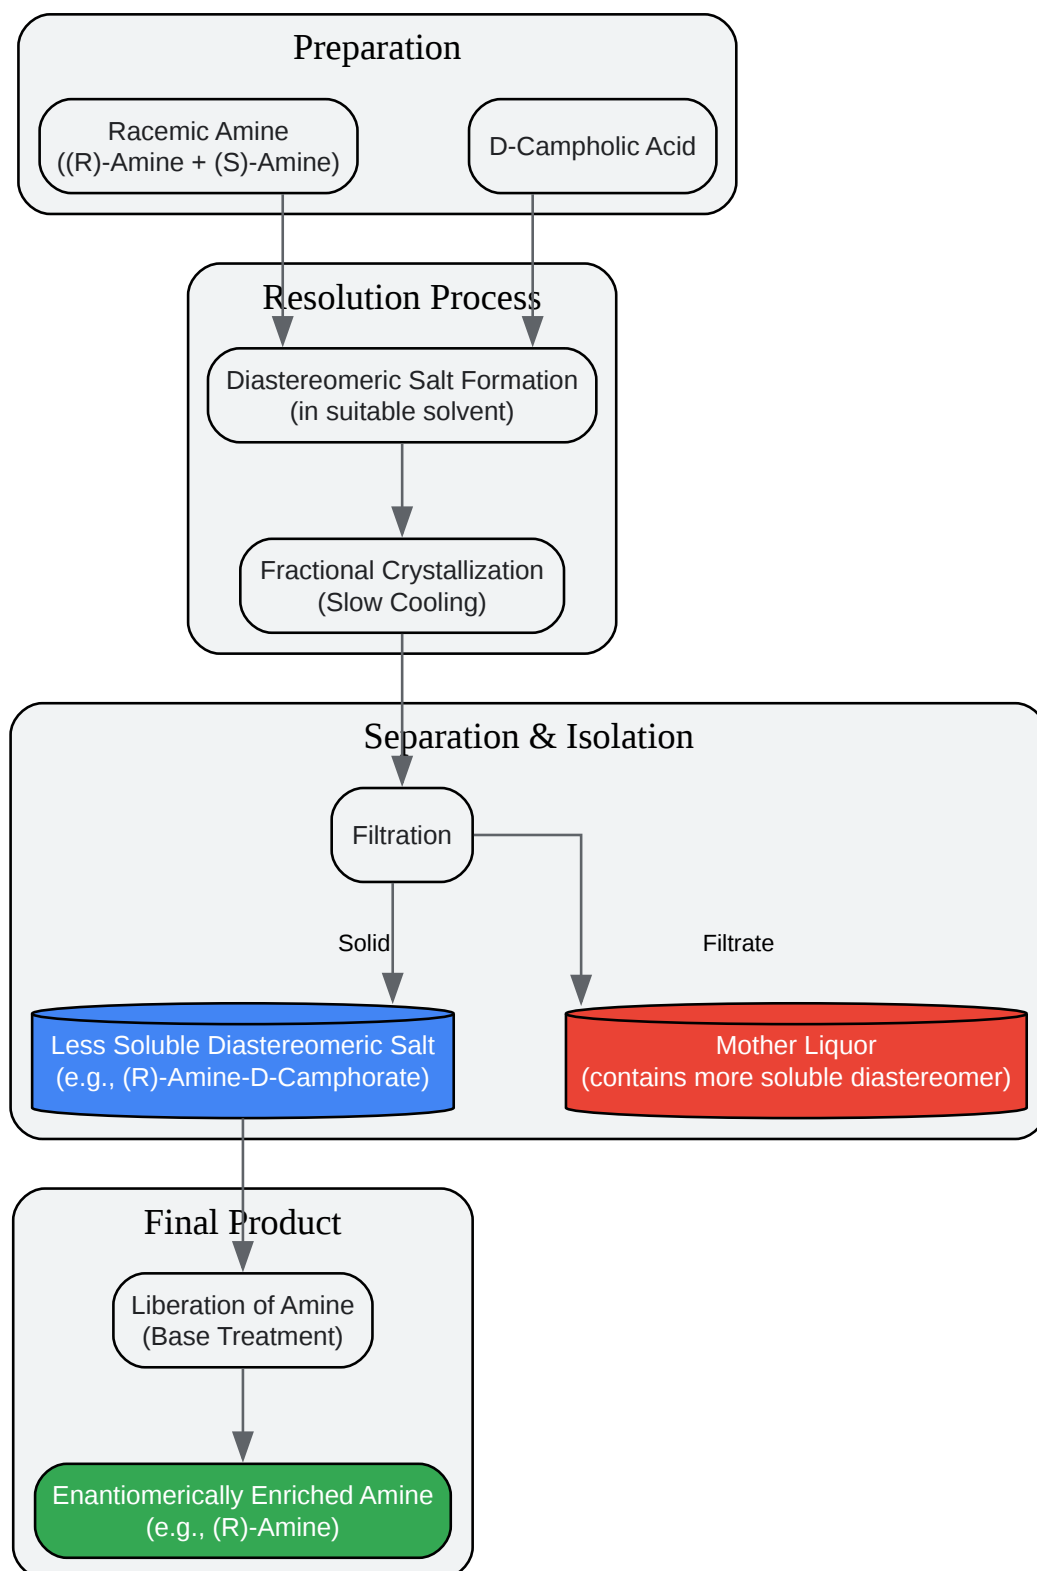 Preparation
Racemic Amine
((R)-Amine + (S)-Amine)
D-Campholic Acid
Resolution Process
Diastereomeric Salt Formation
(in suitable solvent)
Fractional Crystallization
(Slow Cooling)
Separation & Isolation
Filtration
Solid
Filtrate
Less Soluble Diastereomeric Salt
(e.g., (R)-Amine-D-Camphorate)
Mother Liquor
(contains more soluble diastereomer)
Final Product
Liberation of Amine
(Base Treatment)
Enantiomerically Enriched Amine
(e.g., (R)-Amine)